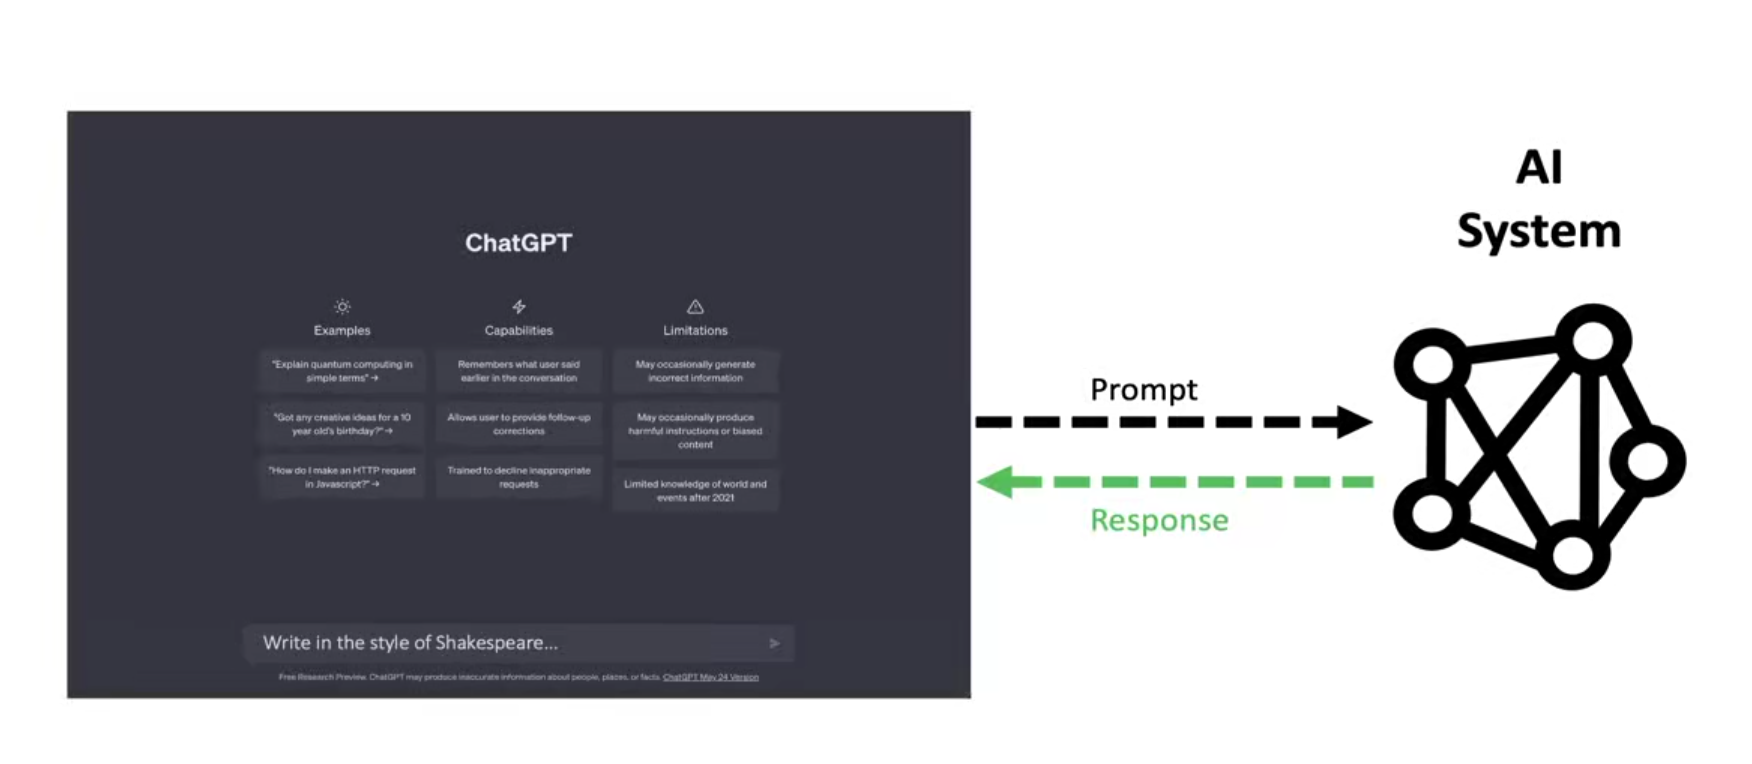 ChatGPT
Examples
"Explain quantum computing in
simple terms" →
"Got any creative ideas for a 10
year old's birthday?" →
"How do I make an HTTP request
in Javascript?" →
Capabilities
Remembers what user said
earlier in the conversation
Allows user to provide follow-up
corrections
Trained to decline inappropriate
requests
Limitations
May occasionally generate
incorrect information
May occasionally produce
harmful instructions or biased
content
Limited knowledge of world and
events after 2021
Write in the style of Shakespeare...
Free Research Preview. ChatGPT may produce inaccurate information about people, places, or facts. ChatGPT May 24 Version
Prompt
Response
AI
System